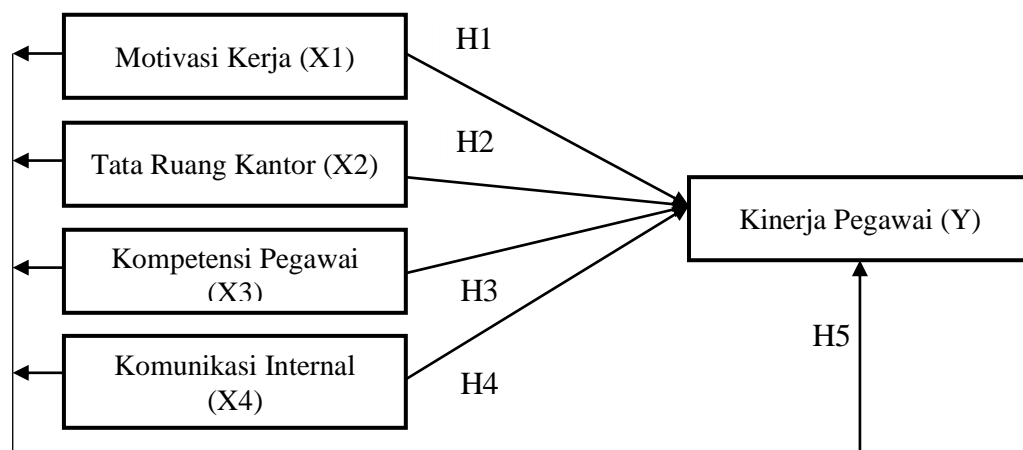 Motivasi Kerja (X1)
H1
Tata Ruang Kantor (X2)
H2
Kinerja Pegawai (Y)
Kompetensi Pegawai
(X3)
H3
H5
Komunikasi Internal
(X4)
H4